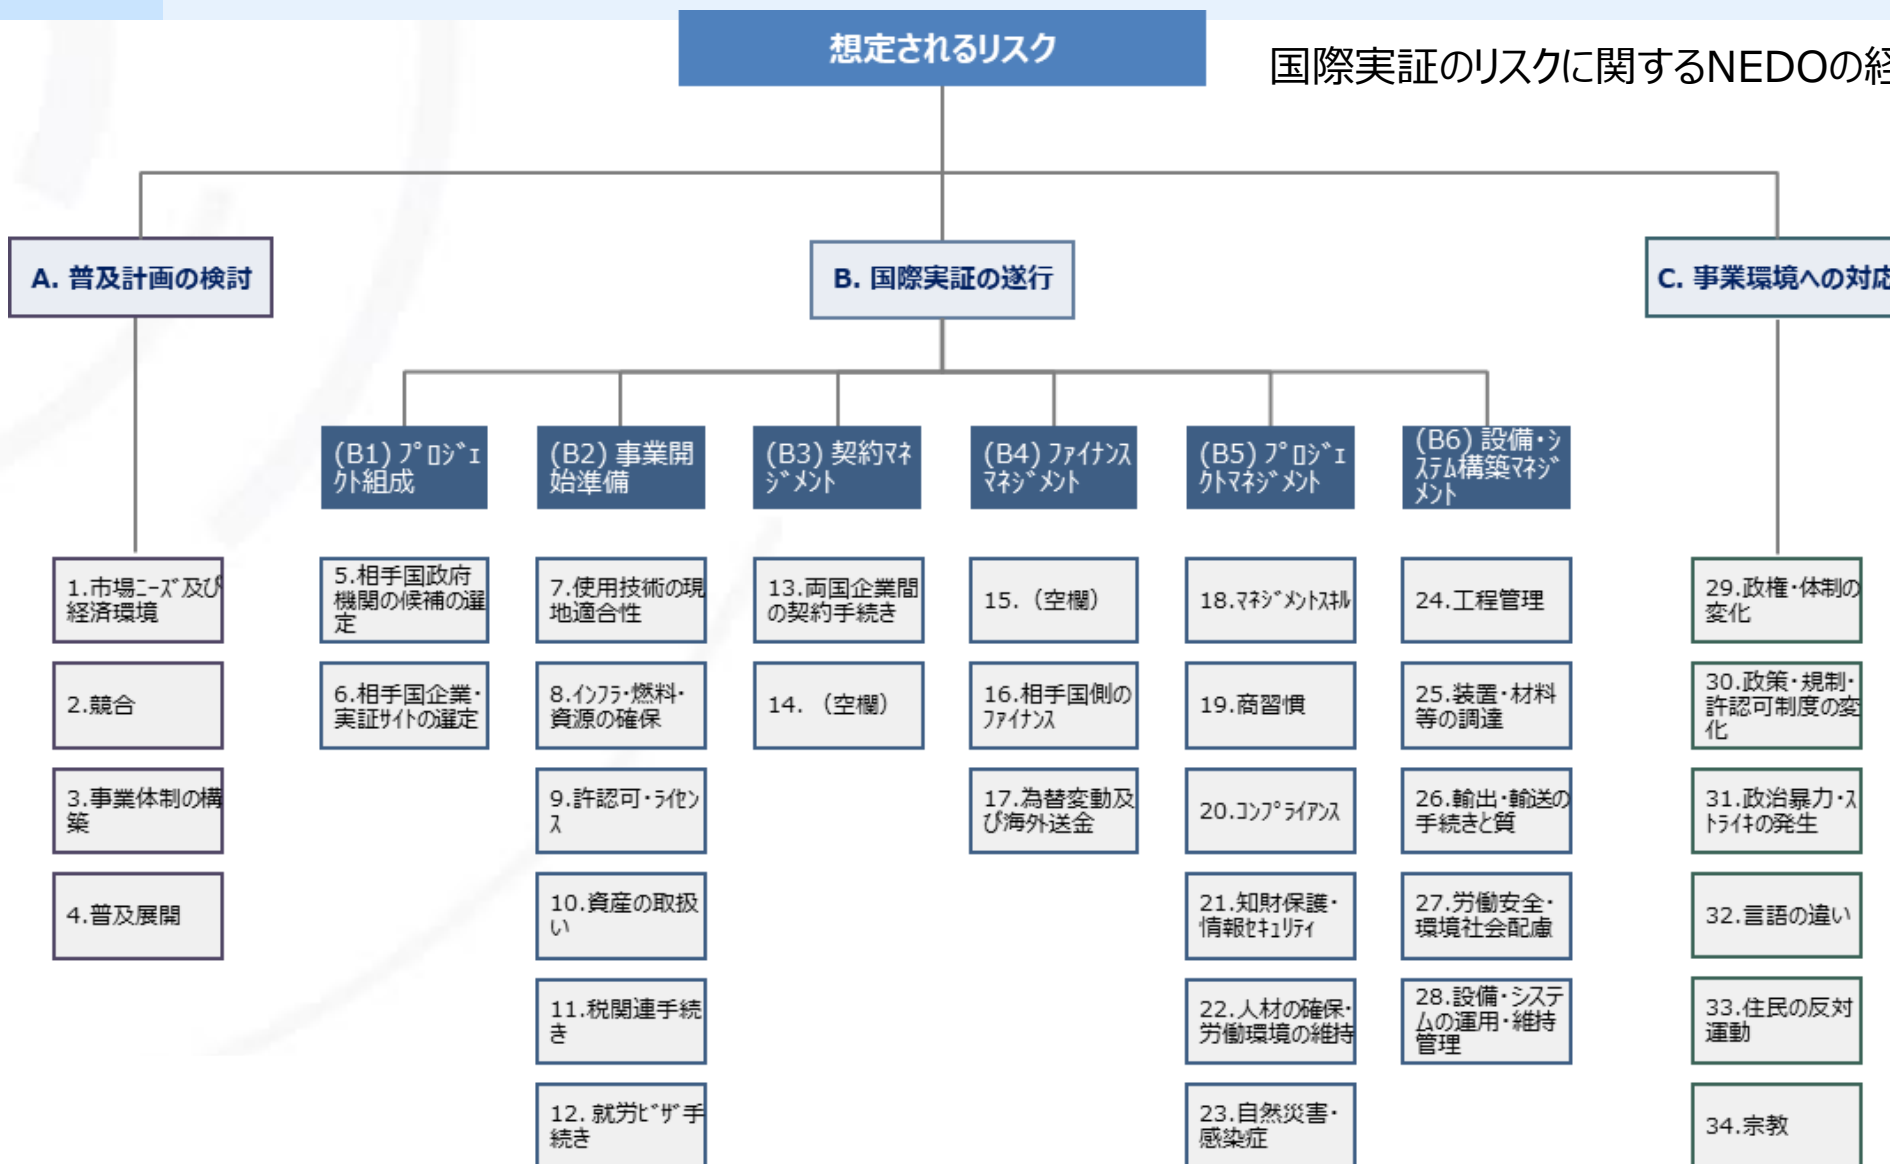 想定されるリスク
国際実証のリスクに関するNEDOの経
A. 普及計画の検討
B. 国際実証の遂行
C. 事業環境への対応
(B1) ﾌﾟﾛｼﾞｪ
ｸﾄ組成
(B2) 事業開
始準備
(B3) 契約ﾏﾈ
ｼﾞﾒﾝﾄ
(B4) ﾌｧｲﾅﾝｽ
ﾏﾈｼﾞﾒﾝﾄ
(B5) ﾌﾟﾛｼﾞｪ
ｸﾄﾏﾈｼﾞﾒﾝﾄ
(B6) 設備・ｼ
ｽﾃﾑ構築ﾏﾈｼﾞ
ﾒﾝﾄ
1.市場ﾆｰｽﾞ及び
経済環境
2.競合
3.事業体制の構
築
4.普及展開
5.相手国政府
機関の候補の選
定
6.相手国企業・
実証ｻｲﾄの選定
7.使用技術の現
地適合性
8.ｲﾝﾌﾗ・燃料・
資源の確保
9.許認可・ﾗｲｾﾝ
ｽ
10.資産の取扱
い
11.税関連手続
き
12. 就労ﾋﾞｻﾞ手
続き
13.両国企業間
の契約手続き
14. （空欄）
15.（空欄）
16.相手国側の
ﾌｧｲﾅﾝｽ
17.為替変動及
び海外送金
18.ﾏﾈｼﾞﾒﾝﾄｽｷﾙ
19.商習慣
20.ｺﾝﾌﾟﾗｲｱﾝｽ
21.知財保護・
情報ｾｷｭﾘﾃｨ
22.人材の確保・
労働環境の維持
23.自然災害・
感染症
24.工程管理
25.装置・材料
等の調達
26.輸出・輸送の
手続きと質
27.労働安全・
環境社会配慮
28.設備・システ
ムの運用・維持
管理
29.政権・体制の
変化
30.政策・規制・
許認可制度の変
化
31.政治暴力・ｽ
ﾄﾗｲｷの発生
32.言語の違い
33.住民の反対
運動
34.宗教